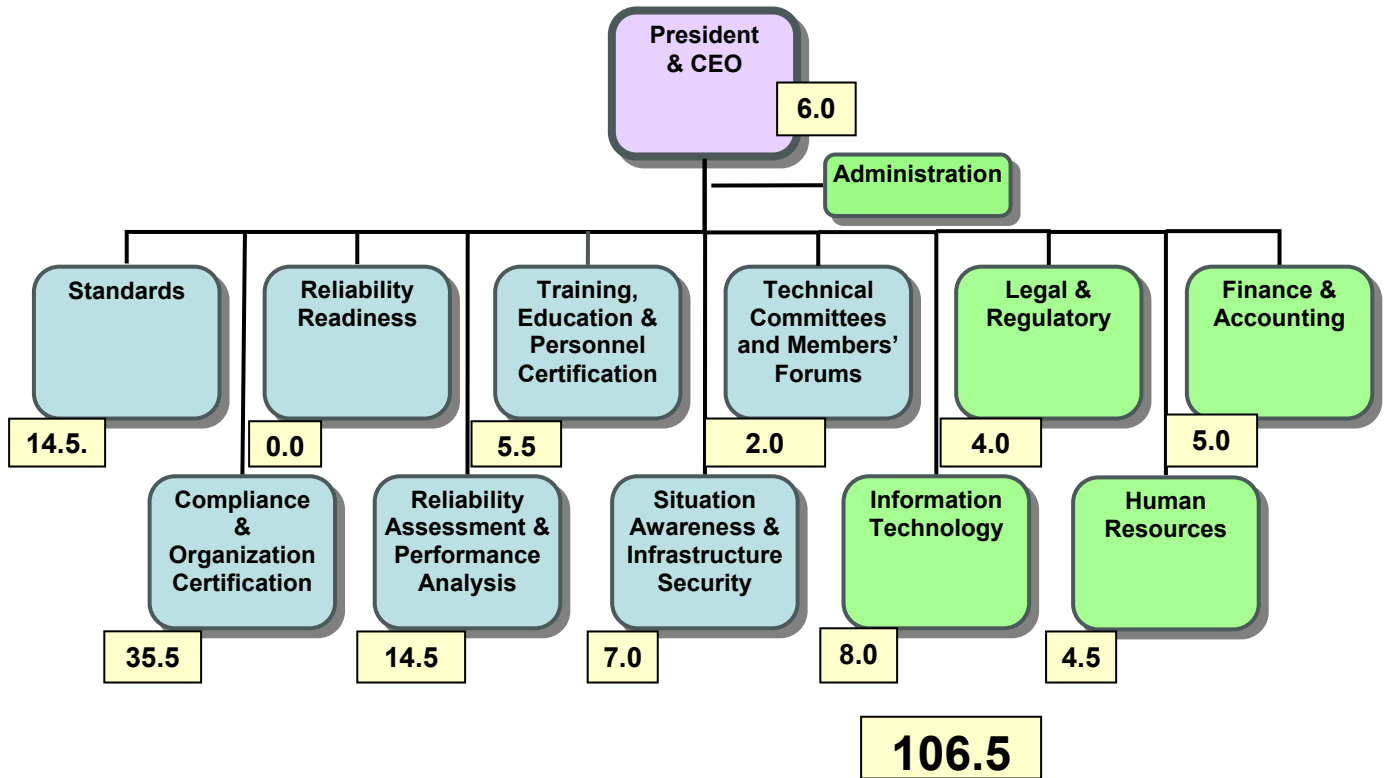 President
& CEO
6.0
Administration
Standards
14.5.
Reliability
Readiness
0.0
Training,
Education &
Personnel
Certification
5.5
Technical
Committees
and Members’
Forums
2.0
Legal &
Regulatory
4.0
Finance &
Accounting
5.0
Compliance
&
Organization
Certification
35.5
Reliability
Assessment &
Performance
Analysis
14.5
Situation
Awareness &
Infrastructure
Security
7.0
Information
Technology
8.0
Human
Resources
4.5
106.5